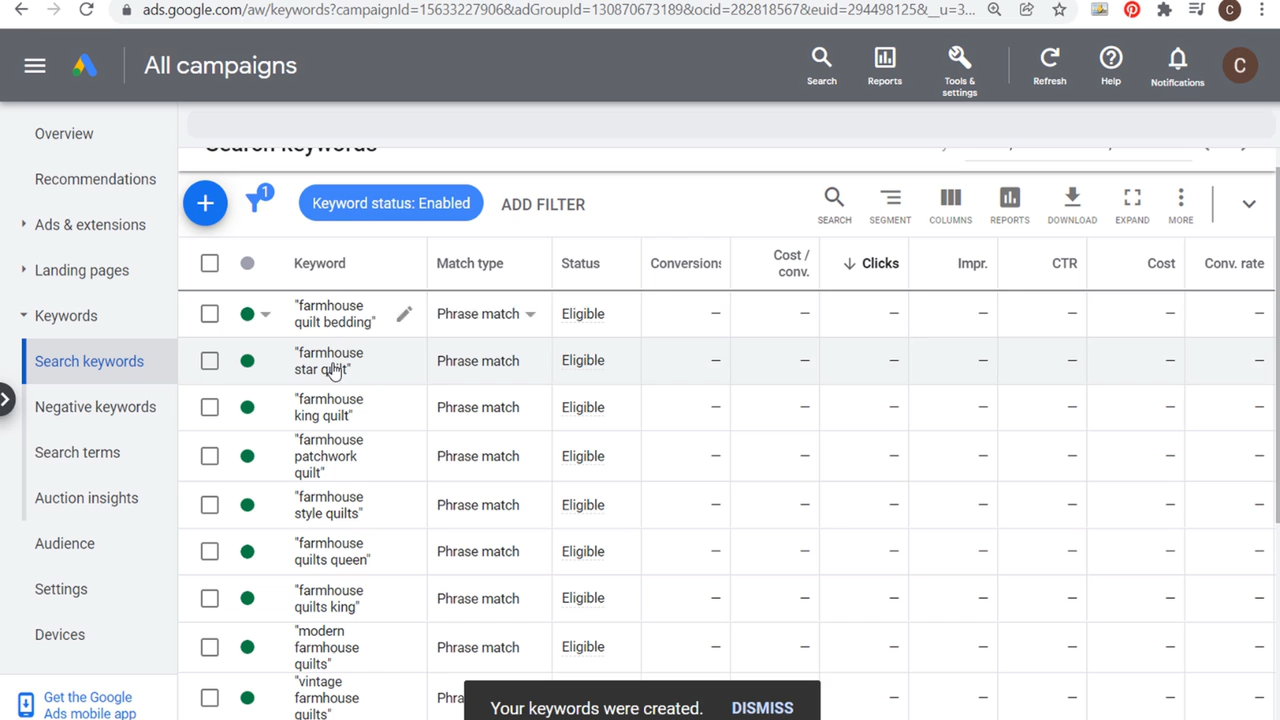 ads.google.com/aw/keywords?campaignId=15633227906&adGroupId=130870673189&ocid=282818567&euid=294498125&__u=3...
C
All campaigns
Search
Reports
Tools &
settings
Refresh
Help
Notifications
C
Overview
Recommendations
Ads & extensions
Landing pages
Keywords
Search keywords
Negative keywords
Search terms
Auction insights
Audience
Settings
Devices
Get the Google
Ads mobile app
Search keywords
1
Keyword status: Enabled
ADD FILTER
SEARCH
SEGMENT
COLUMNS
REPORTS
DOWNLOAD
EXPAND
MORE
Keyword
Match type
Status
Conversions
Cost /
conv.
Clicks
Impr.
CTR
Cost
Conv. rate
"farmhouse
quilt bedding"
Phrase match
Eligible
– – – – – – –
"farmhouse
star quilt"
Phrase match
Eligible
– – – – – – –
"farmhouse
king quilt"
Phrase match
Eligible
– – – – – – –
"farmhouse
patchwork
quilt"
Phrase match
Eligible
– – – – – – –
"farmhouse
style quilts"
Phrase match
Eligible
– – – – – – –
"farmhouse
quilts queen"
Phrase match
Eligible
– – – – – – –
"farmhouse
quilts king"
Phrase match
Eligible
– – – – – – –
"modern
farmhouse
quilts"
Phrase match
Eligible
– – – – – – –
"vintage
farmhouse
quilts"
Phra
– – – – – –
Your keywords were created.
DISMISS